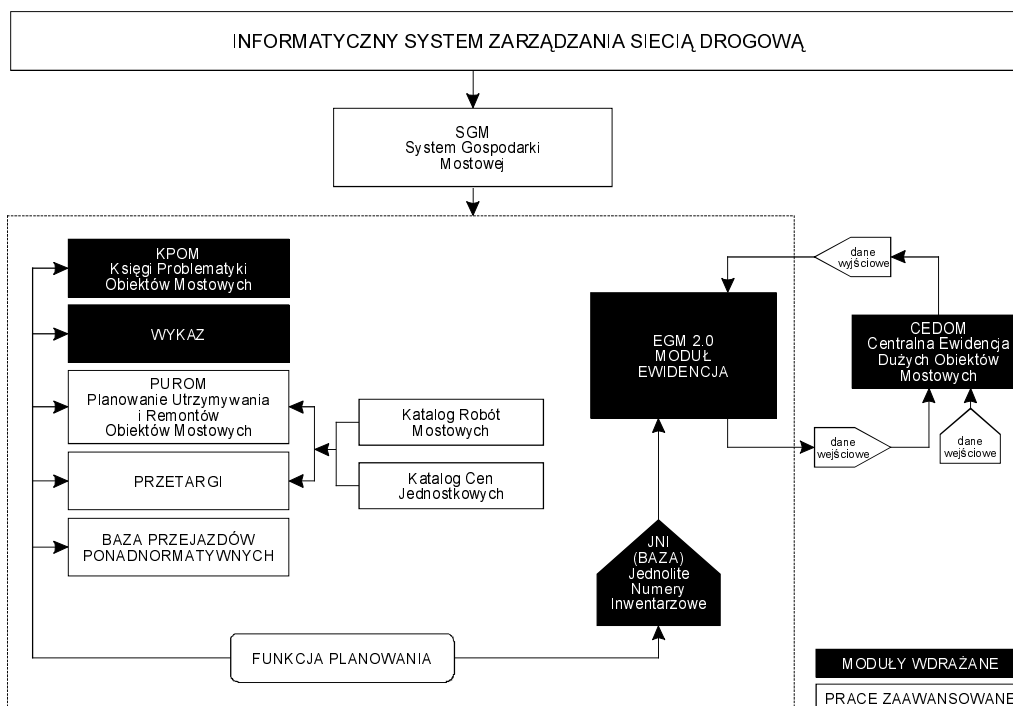 INFORMATYCZNY SYSTEM ZARZĄDZANIA SIECIĄ DROGOWĄ
SGM
System Gospodarki
Mostowej
KPOM
Księgi Problematyki
Obiektów Mostowych
WYKAZ
PUROM
Planowanie Utrzymywania
i Remontów
Obiektów Mostowych
PRZETARGI
BAZA PRZEJAZDÓW
PONADNORMATYWNYCH
Katalog Robót
Mostowych
Katalog Cen
Jednostkowych
EGM 2.0
MODUŁ
EWIDENCJA
dane
wyjściowe
CEDOM
Centralna Ewidencja
Dużych Obiektów
Mostowych
dane
wejściowe
dane
wejściowe
JNI
(BAZA)
Jednolite
Numery
Inwentarzowe
FUNKCJA PLANOWANIA
MODUŁY WDRAŻANE
PRACE ZAAWANSOWANE